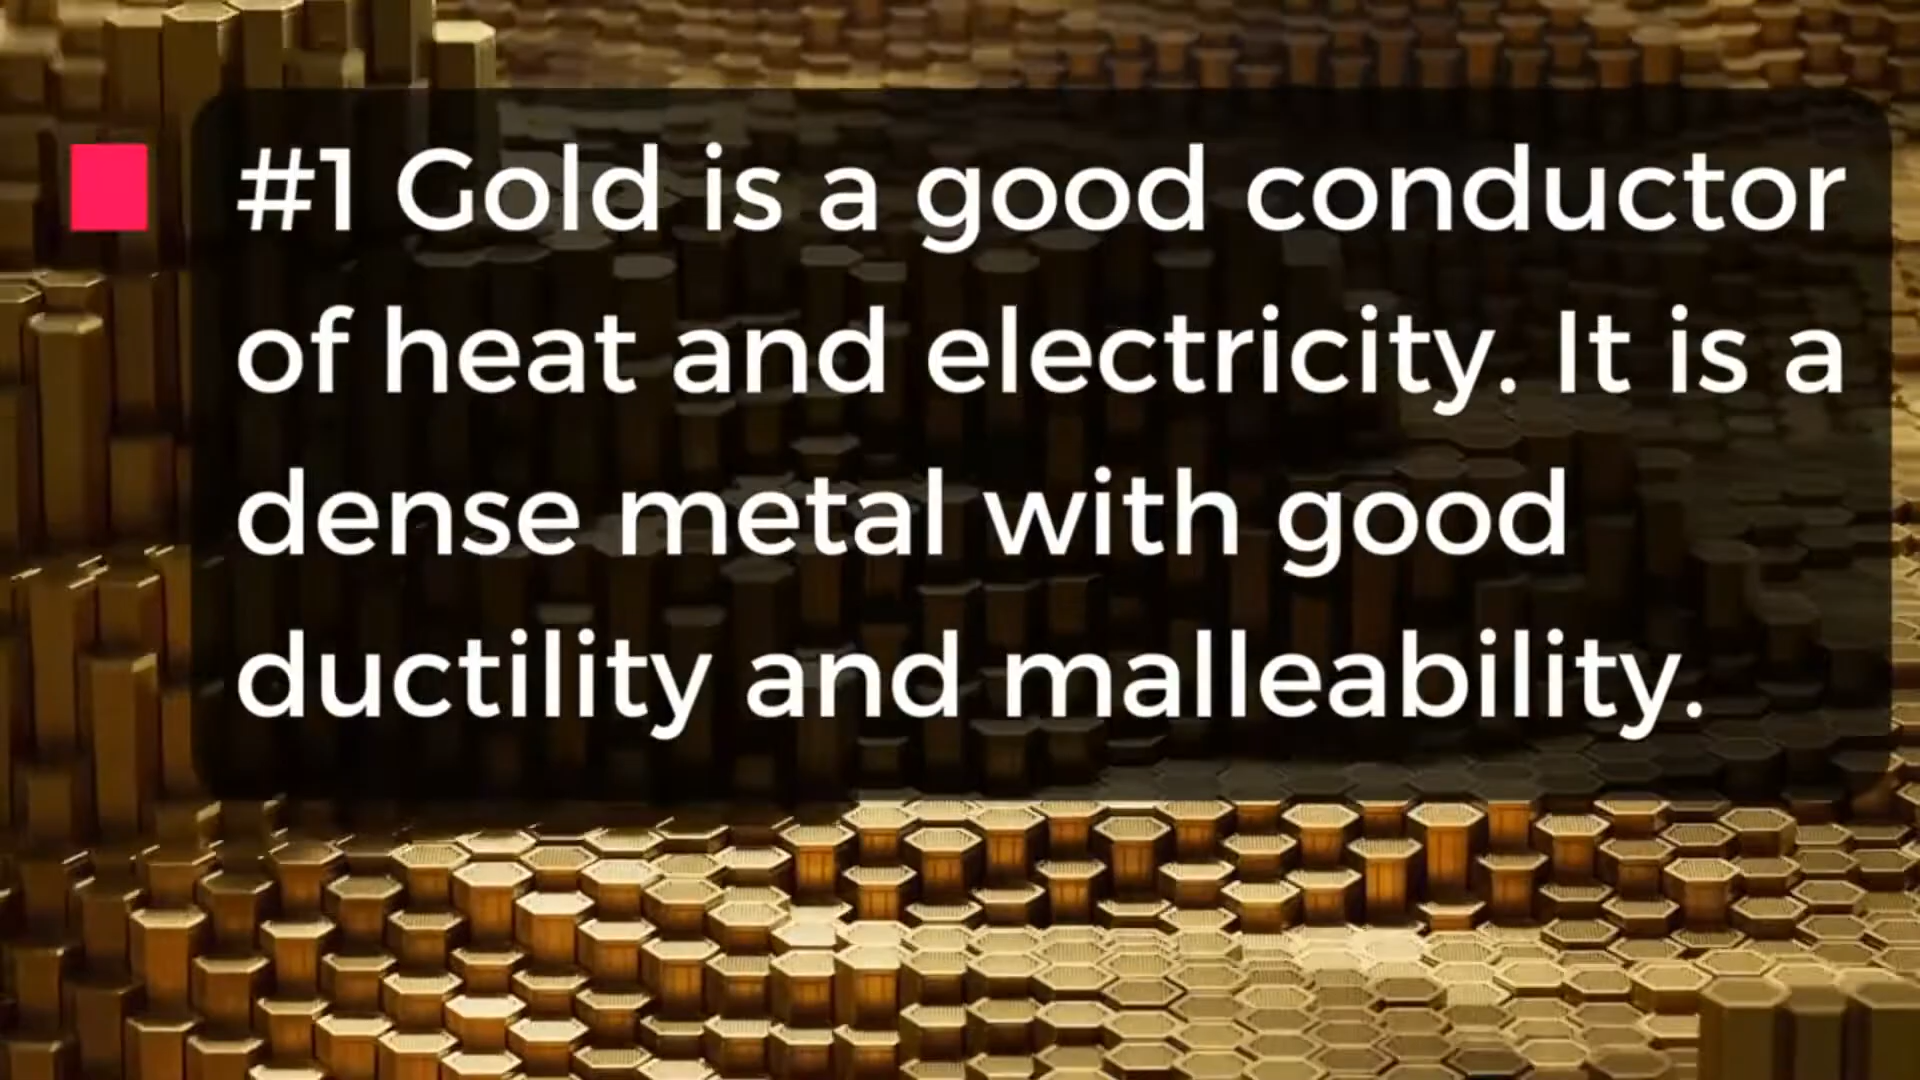 #1 Gold is a good conductor
of heat and electricity. It is a
dense metal with good
ductility and malleability.